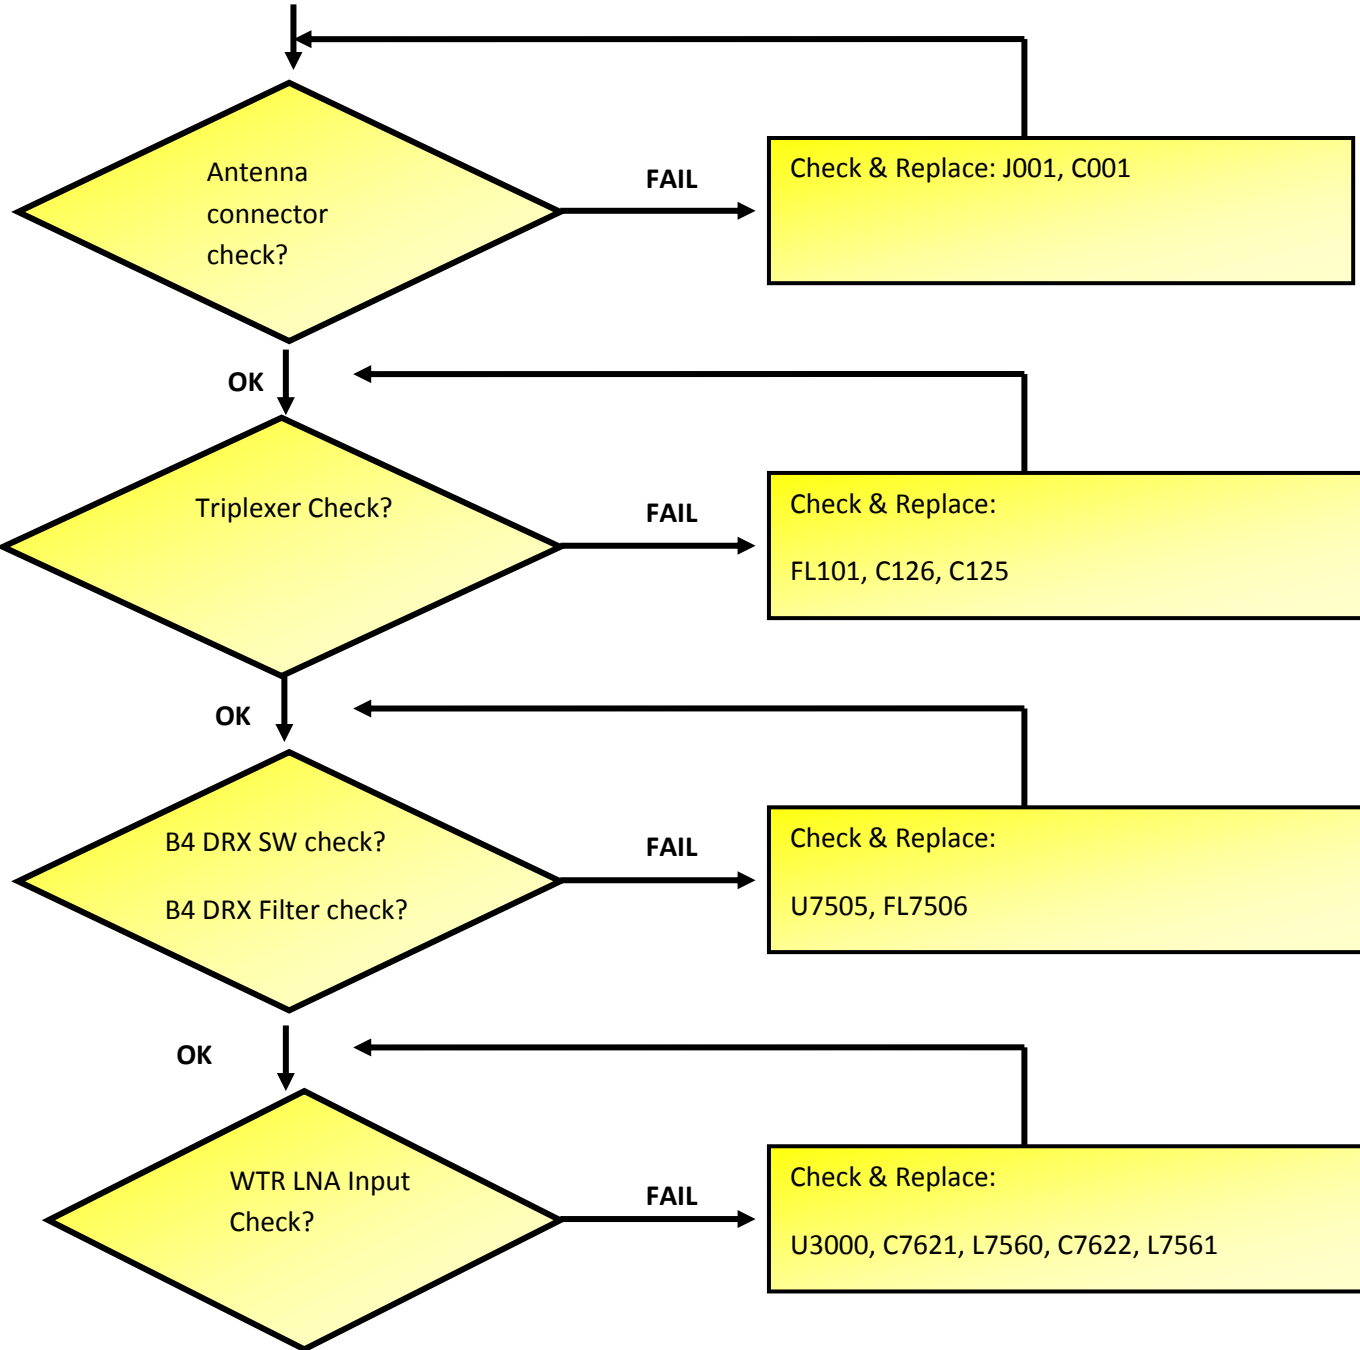 Antenna
connector
check?
FAIL
Check & Replace: J001, C001
OK
Triplexer Check?
FAIL
Check & Replace:
FL101, C126, C125
OK
B4 DRX SW check?
B4 DRX Filter check?
FAIL
Check & Replace:
U7505, FL7506
OK
WTR LNA Input
Check?
FAIL
Check & Replace:
U3000, C7621, L7560, C7622, L7561